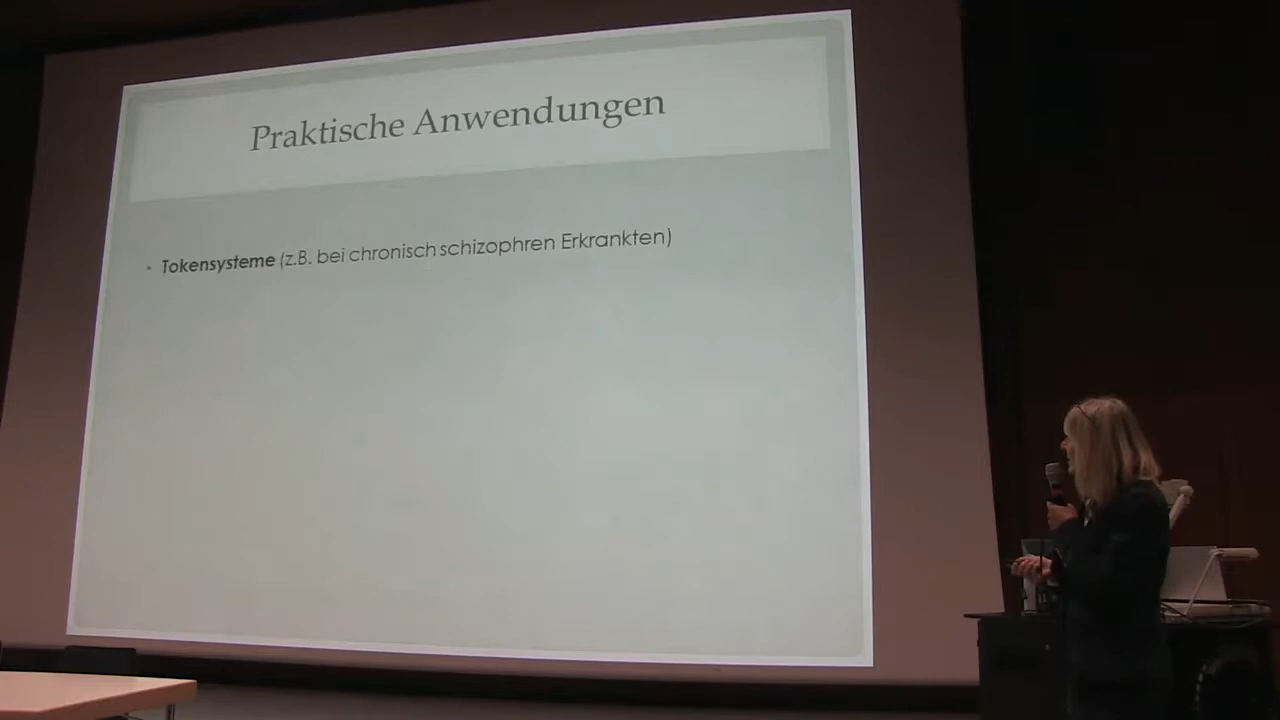 Praktische Anwendungen
• Tokensysteme (z.B. bei chronisch schizophren Erkrankten)